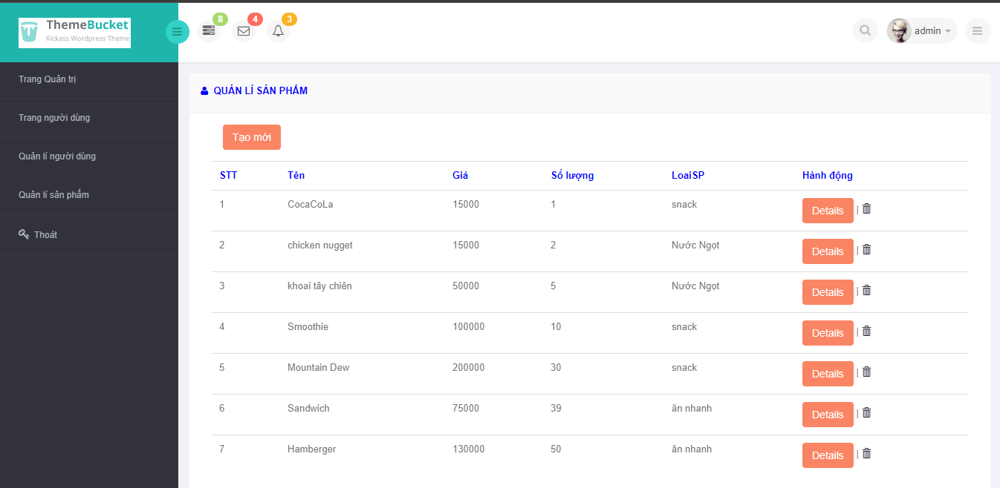 ThemeBucket
Kickass Wordpress Theme
8
4
3
admin
Trang Quản trị
Trang người dùng
Quản lí người dùng
Quản lí sản phẩm
Thoát
QUẢN LÍ SẢN PHẨM
Tạo mới
STT Tên Giá Số lượng LoaiSP Hành động
1 CocaCoLa 15000 1 snack Details |
2 chicken nugget 15000 2 Nước Ngọt Details |
3 khoai tây chiên 50000 5 Nước Ngọt Details |
4 Smoothie 100000 10 snack Details |
5 Mountain Dew 200000 30 snack Details |
6 Sandwich 75000 39 ăn nhanh Details |
7 Hamberger 130000 50 ăn nhanh Details |